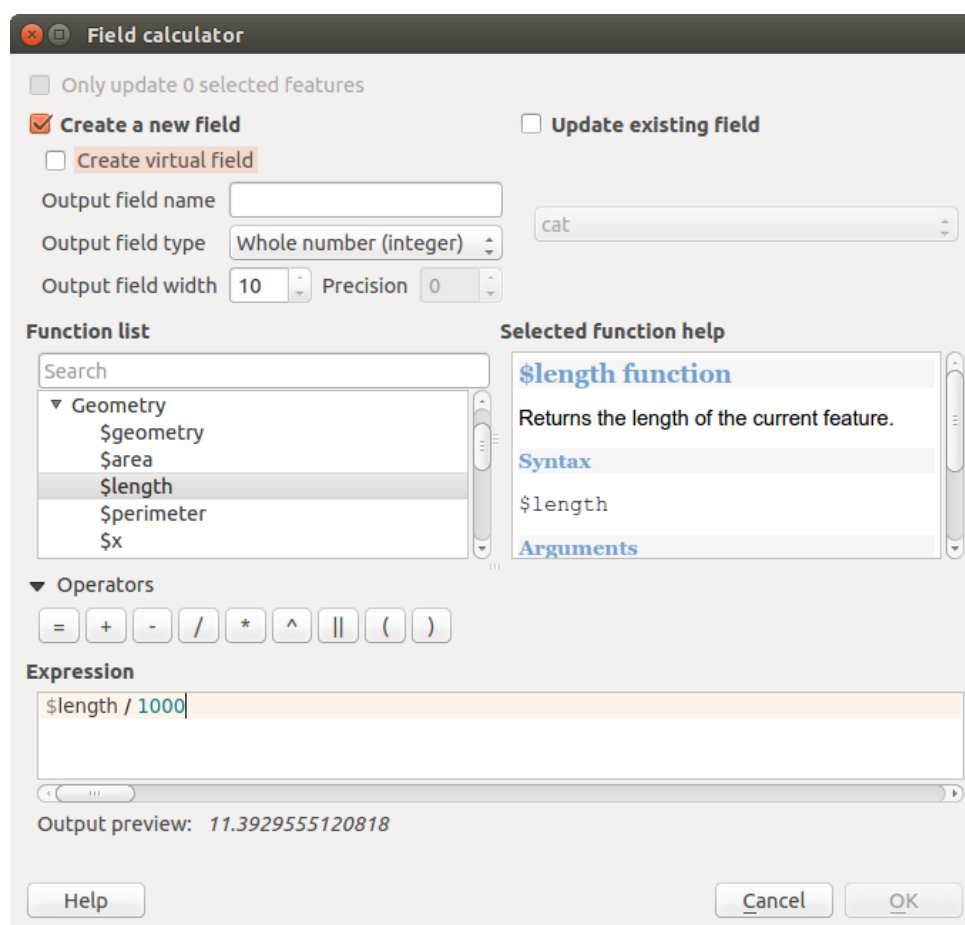 Field calculator
Only update 0 selected features
Create a new field
Update existing field
Create virtual field
Output field name
cat
Output field type Whole number (integer)
Output field width 10 Precision 0
Function list
Selected function help
Search
Geometry
$geometry
$area
$length
$perimeter
$x
$length function
Returns the length of the current feature.
Syntax
$length
Arguments
Operators
= + - / * ^ || ( )
Expression
$length / 1000
Output preview: 11.3929555120818
Help Cancel OK